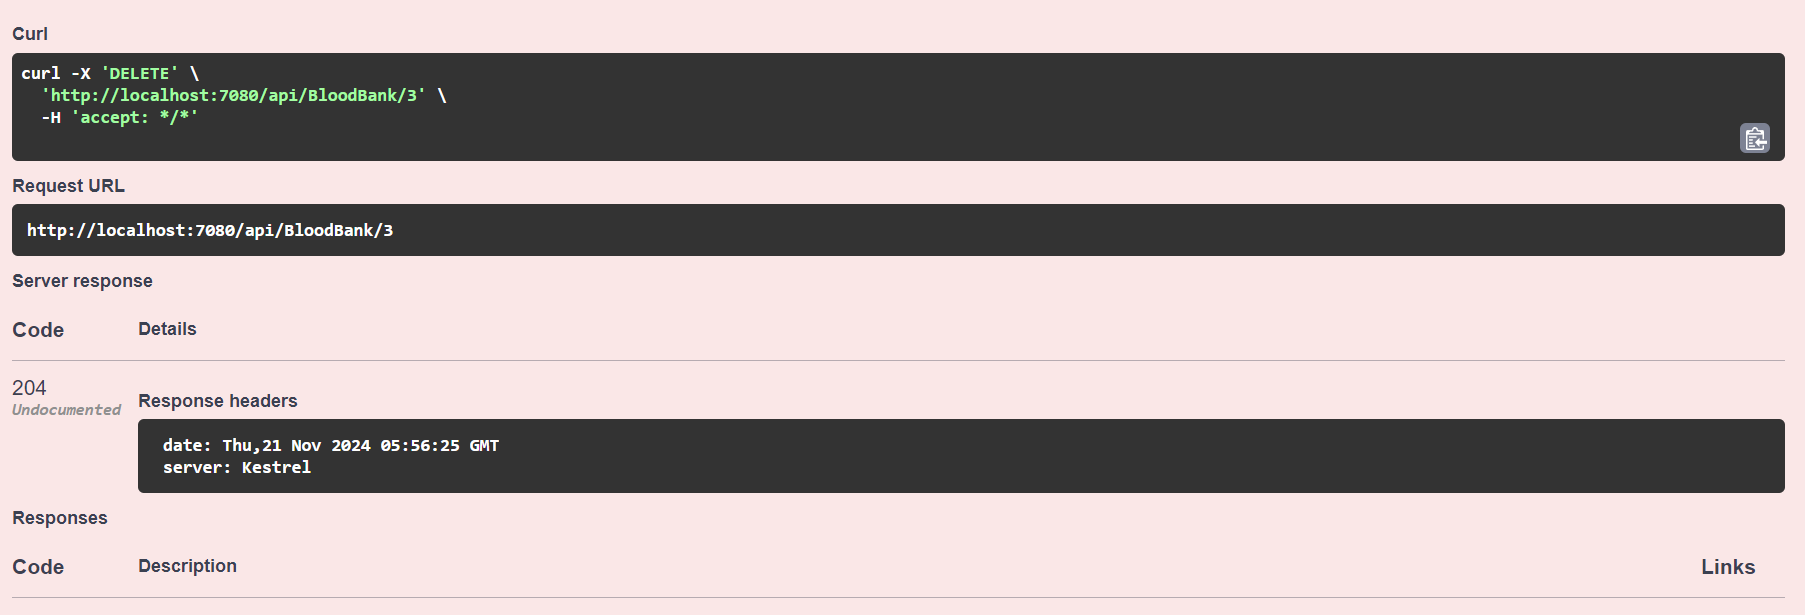 Curl
curl -X 'DELETE' \
'http://localhost:7080/api/BloodBank/3' \
-H 'accept: */*'
Request URL
http://localhost:7080/api/BloodBank/3
Server response
Code Details
204
Undocumented
Response headers
date: Thu,21 Nov 2024 05:56:25 GMT
server: Kestrel
Responses
Code Description Links